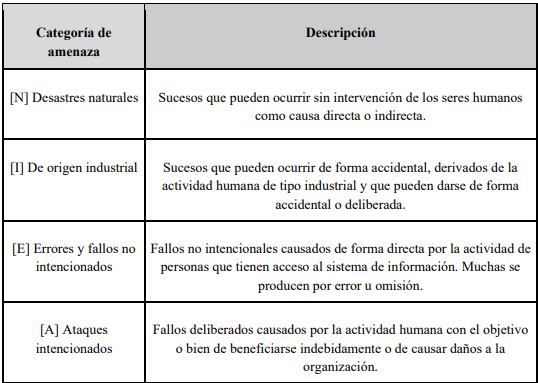 Categoría de
amenaza
Descripción
[N] Desastres naturales
Sucesos que pueden ocurrir sin intervención de los seres humanos
como causa directa o indirecta.
[I] De origen industrial
Sucesos que pueden ocurrir de forma accidental, derivados de la
actividad humana de tipo industrial y que pueden darse de forma
accidental o deliberada.
[E] Errores y fallos no
intencionados
Fallos no intencionales causados de forma directa por la actividad de
personas que tienen acceso al sistema de información. Muchas se
producen por error u omisión.
[A] Ataques
intencionados
Fallos deliberados causados por la actividad humana con el objetivo
o bien de beneficiarse indebidamente o de causar daños a la
organización.